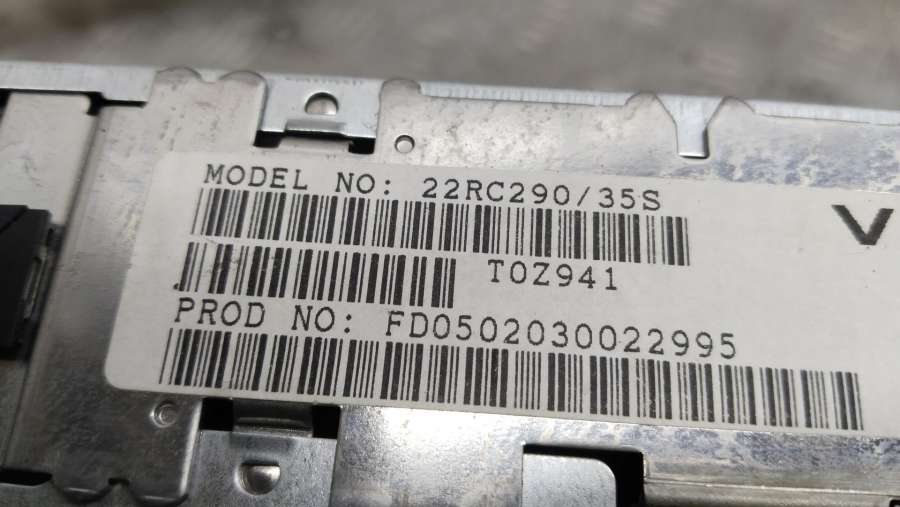 MODEL NO: 22RC290/35S
V
T0Z941
PROD NO: FD0502030022995